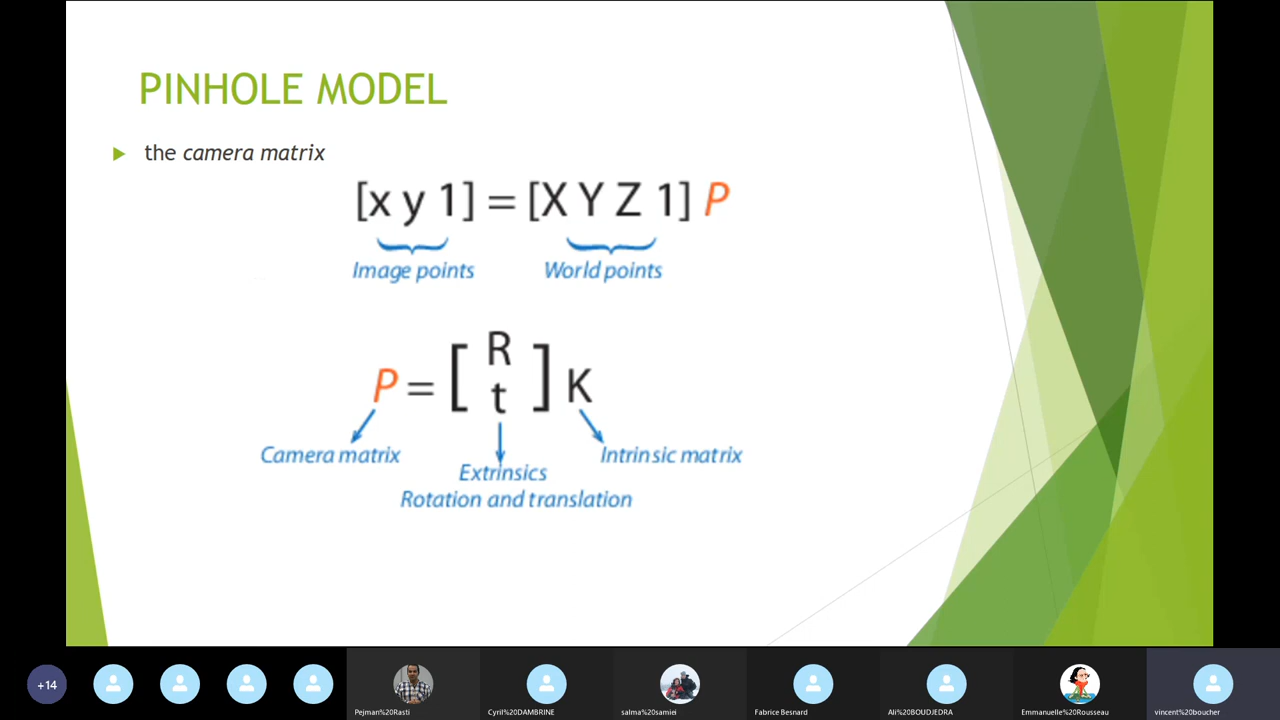 PINHOLE MODEL
the camera matrix
[x y 1] = [X Y Z 1] P
Image points World points
P = [ R t ] K
Camera matrix
Intrinsic matrix
Extrinsics
Rotation and translation
+14
Pejman%20Rasti
Cyril%20DAMBRINE
salma%20samiei
Fabrice Besnard
Ali%20BOUDJEDRA
Emmanuelle%20Rousseau
vincent%20boucher